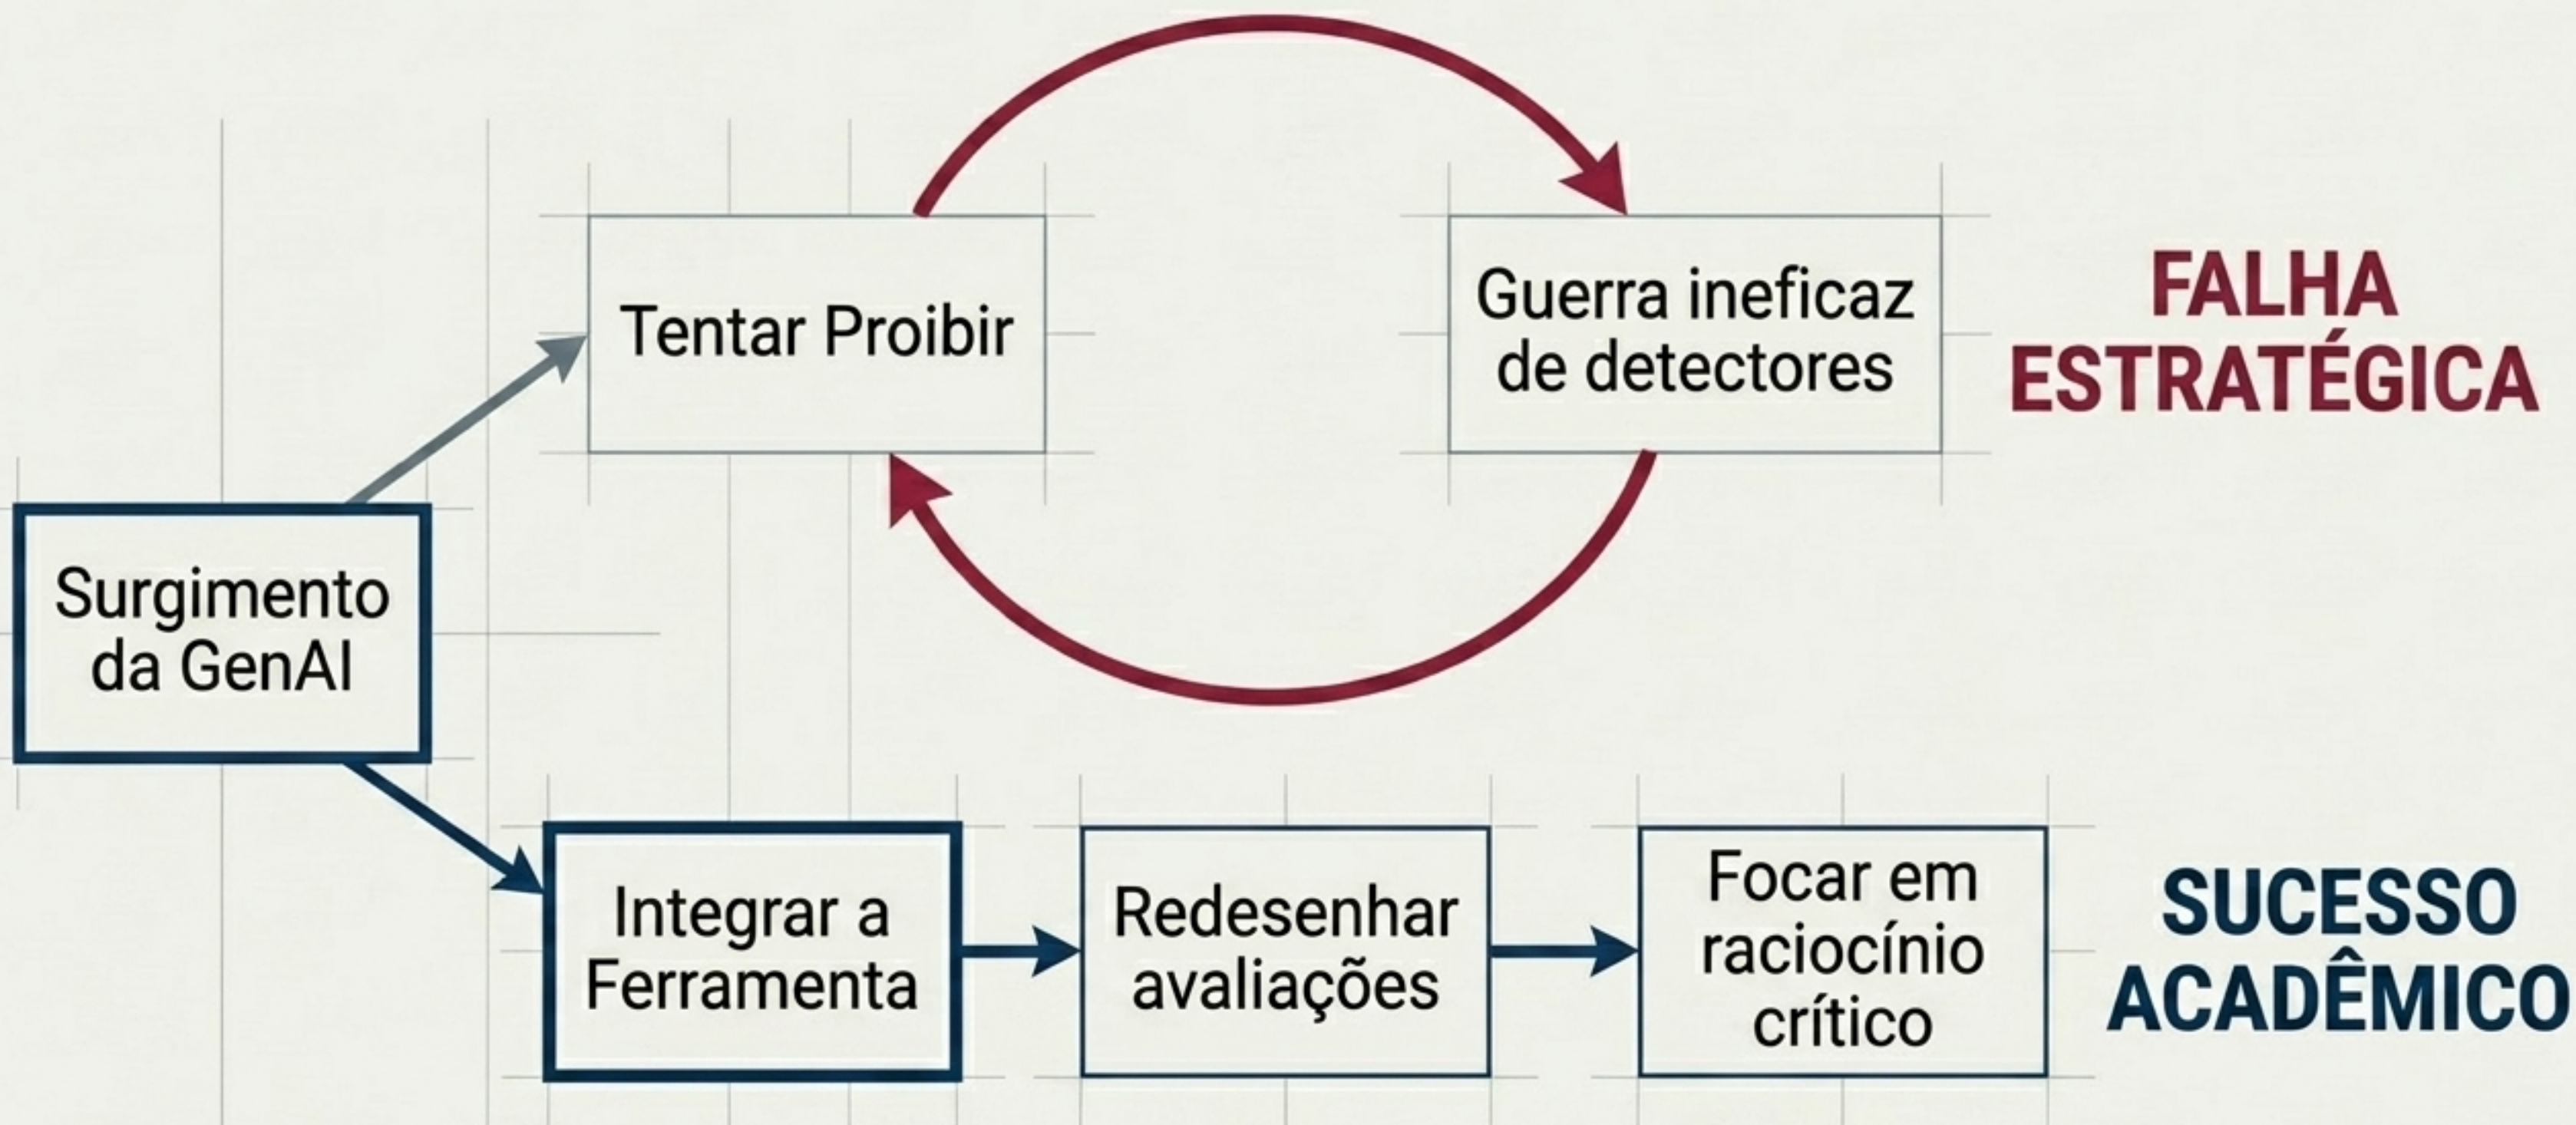 Tentar Proibir
Guerra ineficaz
de detectores
FALHA
ESTRATÉGICA
Surgimento
da GenAI
Integrar a
Ferramenta
Redesenhar
avaliações
Focar em
raciocínio
crítico
SUCESSO
ACADÊMICO